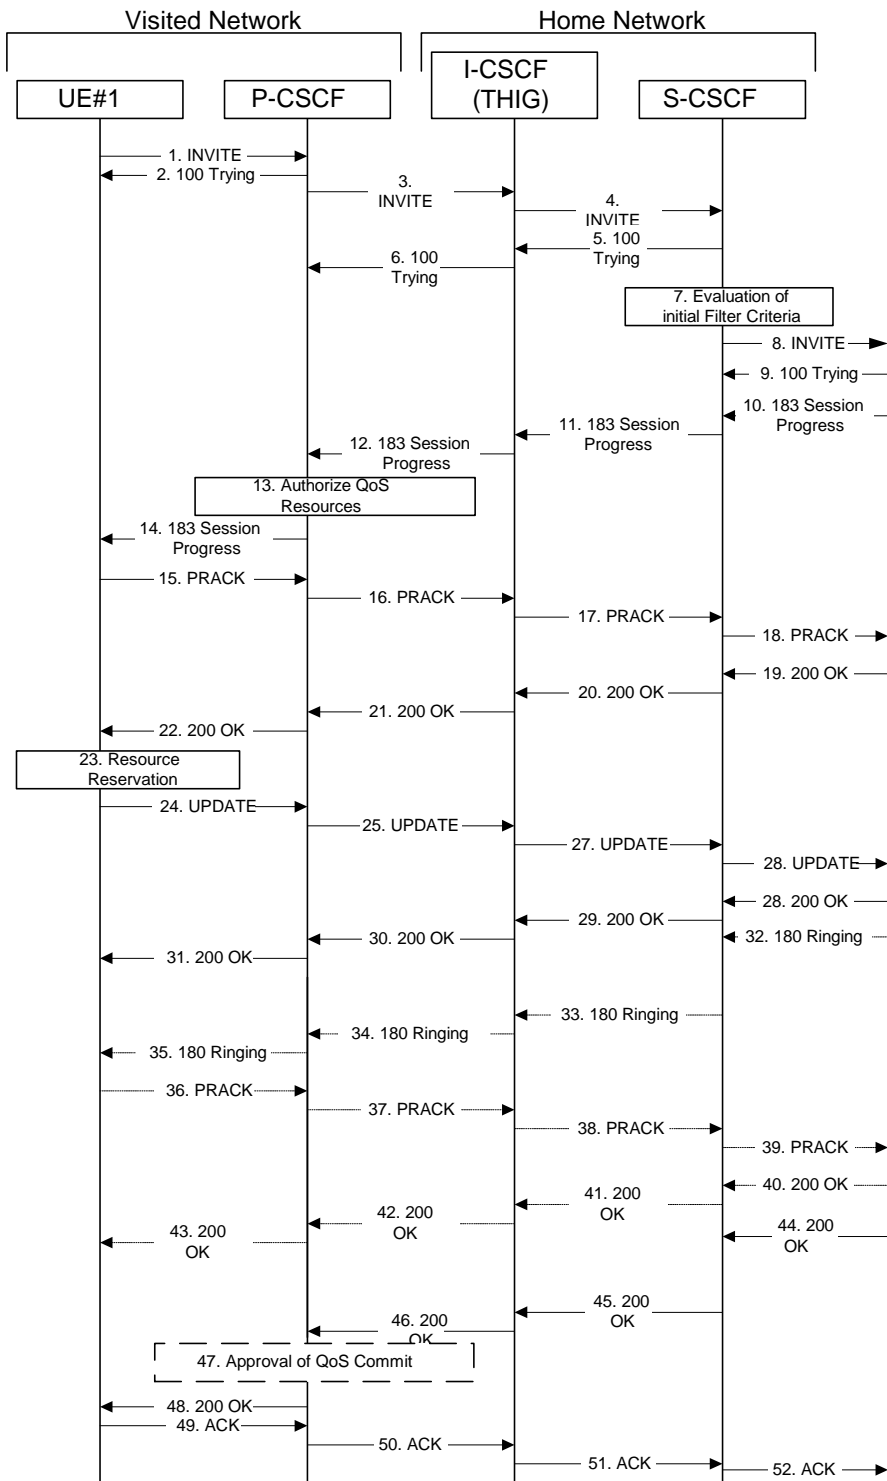 Visited Network
Home Network
UE#1
P-CSCF
I-CSCF
(THIG)
S-CSCF
1. INVITE
2. 100 Trying
3.
INVITE
4.
INVITE
5. 100
Trying
6. 100
Trying
7. Evaluation of
initial Filter Criteria
8. INVITE
9. 100 Trying
10. 183 Session
Progress
11. 183 Session
Progress
12. 183 Session
Progress
13. Authorize QoS
Resources
14. 183 Session
Progress
15. PRACK
16. PRACK
17. PRACK
18. PRACK
19. 200 OK
20. 200 OK
21. 200 OK
22. 200 OK
23. Resource
Reservation
24. UPDATE
25. UPDATE
27. UPDATE
28. UPDATE
28. 200 OK
29. 200 OK
30. 200 OK
32. 180 Ringing
31. 200 OK
33. 180 Ringing
34. 180 Ringing
35. 180 Ringing
36. PRACK
37. PRACK
38. PRACK
39. PRACK
40. 200 OK
41. 200
OK
42. 200
OK
43. 200
OK
44. 200
OK
45. 200
OK
46. 200
OK
47. Approval of QoS Commit
48. 200 OK
49. ACK
50. ACK
51. ACK
52. ACK